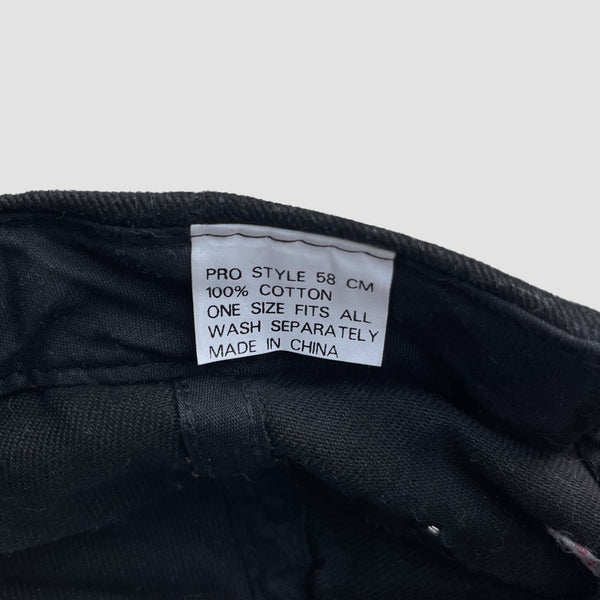 PRO STYLE 58 CM
100% COTTON
ONE SIZE FITS ALL
WASH SEPARATELY
MADE IN CHINA